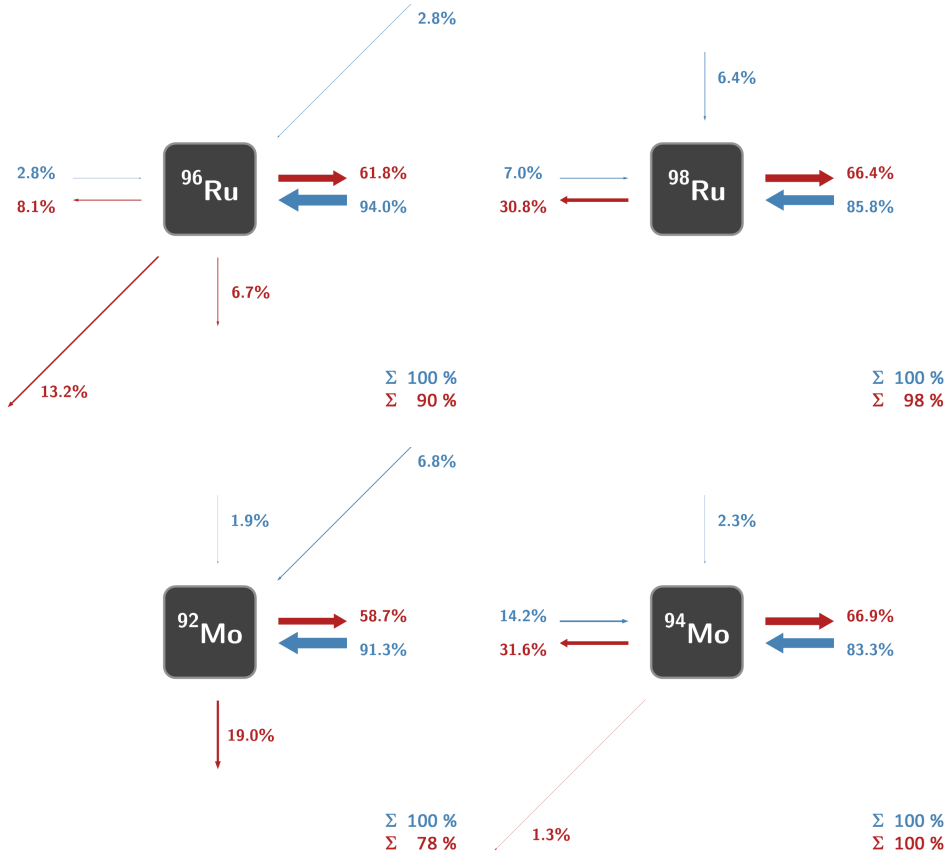 2.8%
6.4%
2.8%
96Ru
61.8%
8.1%
94.0%
7.0%
98Ru
66.4%
30.8%
85.8%
6.7%
13.2%
Σ 100 %
Σ 90 %
Σ 100 %
Σ 98 %
6.8%
1.9%
2.3%
92Mo
58.7%
91.3%
14.2%
94Mo
66.9%
31.6%
83.3%
19.0%
1.3%
Σ 100 %
Σ 78 %
Σ 100 %
Σ 100 %